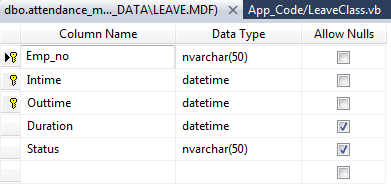 dbo.attendance_m..._DATA\LEAVE.MDF) App_Code/LeaveClass.vb
Column Name Data Type Allow Nulls
Emp_no nvarchar(50)
Intime datetime
Outtime datetime
Duration datetime
Status nvarchar(50)